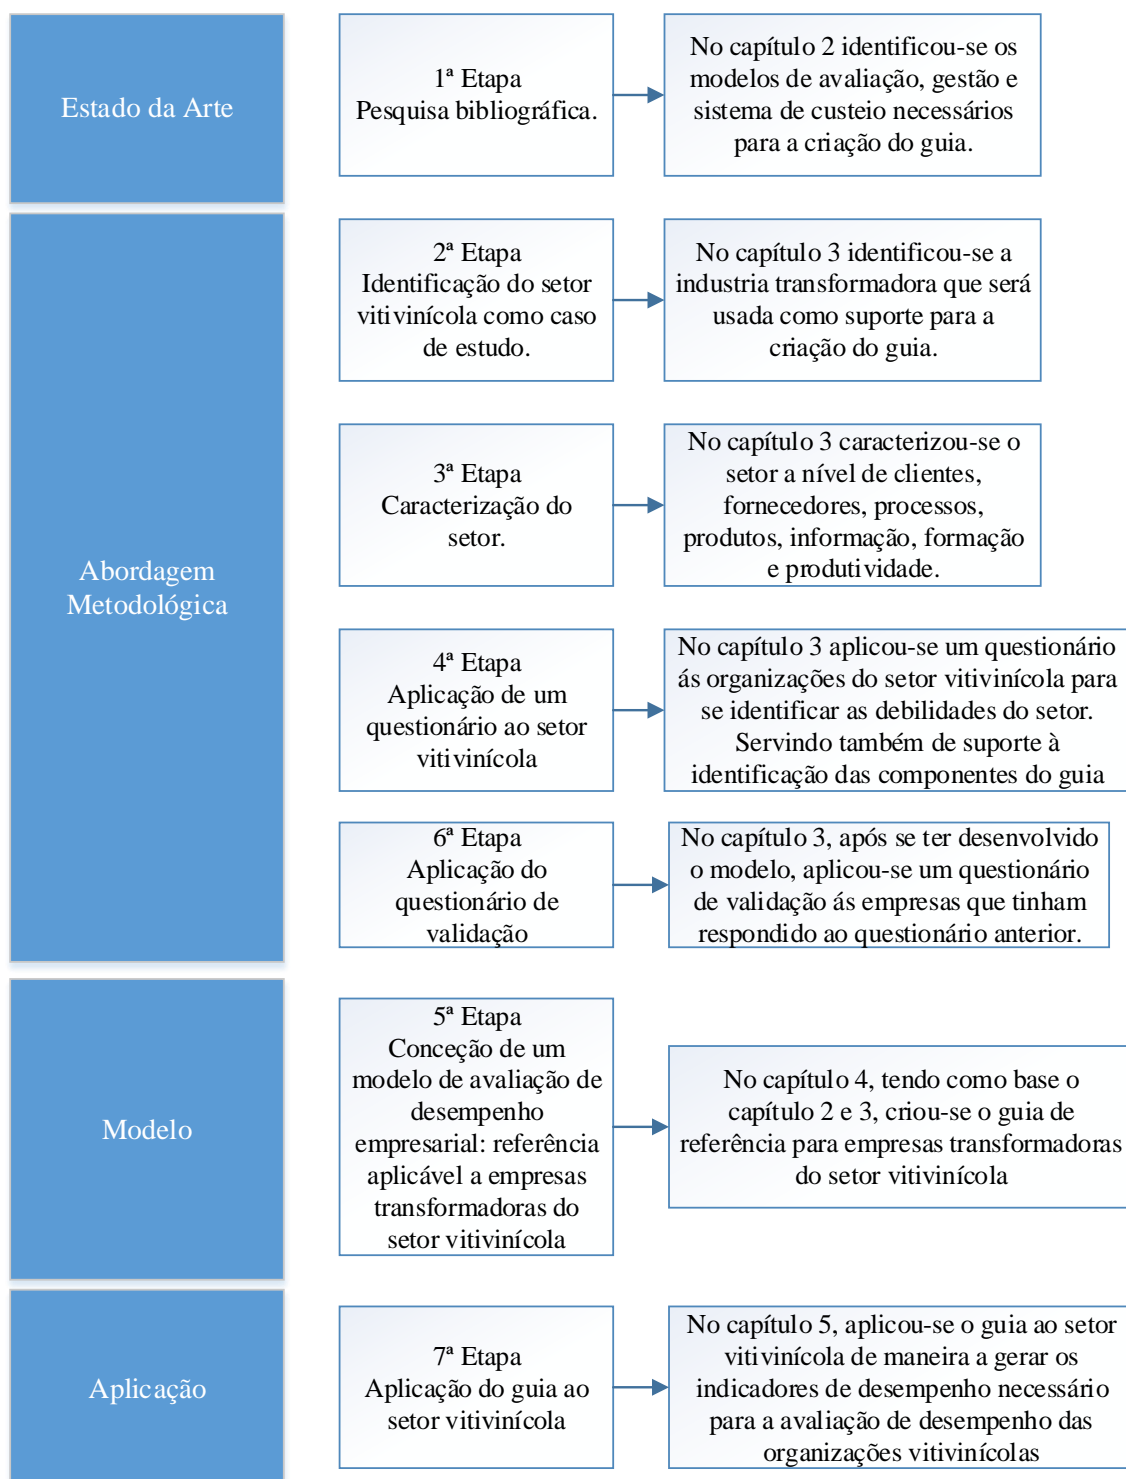 Estado da Arte
1ª Etapa
Pesquisa bibliográfica.
No capítulo 2 identificou-se os
modelos de avaliação, gestão e
sistema de custeio necessários
para a criação do guia.
Abordagem
Metodológica
2ª Etapa
Identificação do setor
vitivinícola como caso
de estudo.
No capítulo 3 identificou-se a
industria transformadora que será
usada como suporte para a
criação do guia.
3ª Etapa
Caracterização do
setor.
No capítulo 3 caracterizou-se o
setor a nível de clientes,
fornecedores, processos,
produtos, informação, formação
e produtividade.
4ª Etapa
Aplicação de um
questionário ao setor
vitivinícola
No capítulo 3 aplicou-se um questionário
ás organizações do setor vitivinícola para
se identificar as debilidades do setor.
Servindo também de suporte à
identificação das componentes do guia
6ª Etapa
Aplicação do
questionário de
validação
No capítulo 3, após se ter desenvolvido
o modelo, aplicou-se um questionário
de validação ás empresas que tinham
respondido ao questionário anterior.
Modelo
5ª Etapa
Conceção de um
modelo de avaliação de
desempenho
empresarial: referência
aplicável a empresas
transformadoras do
setor vitivinícola
No capítulo 4, tendo como base o
capítulo 2 e 3, criou-se o guia de
referência para empresas transformadoras
do setor vitivinícola
Aplicação
7ª Etapa
Aplicação do guia ao
setor vitivinícola
No capítulo 5, aplicou-se o guia ao setor
vitivinícola de maneira a gerar os
indicadores de desempenho necessário
para a avaliação de desempenho das
organizações vitivinícolas